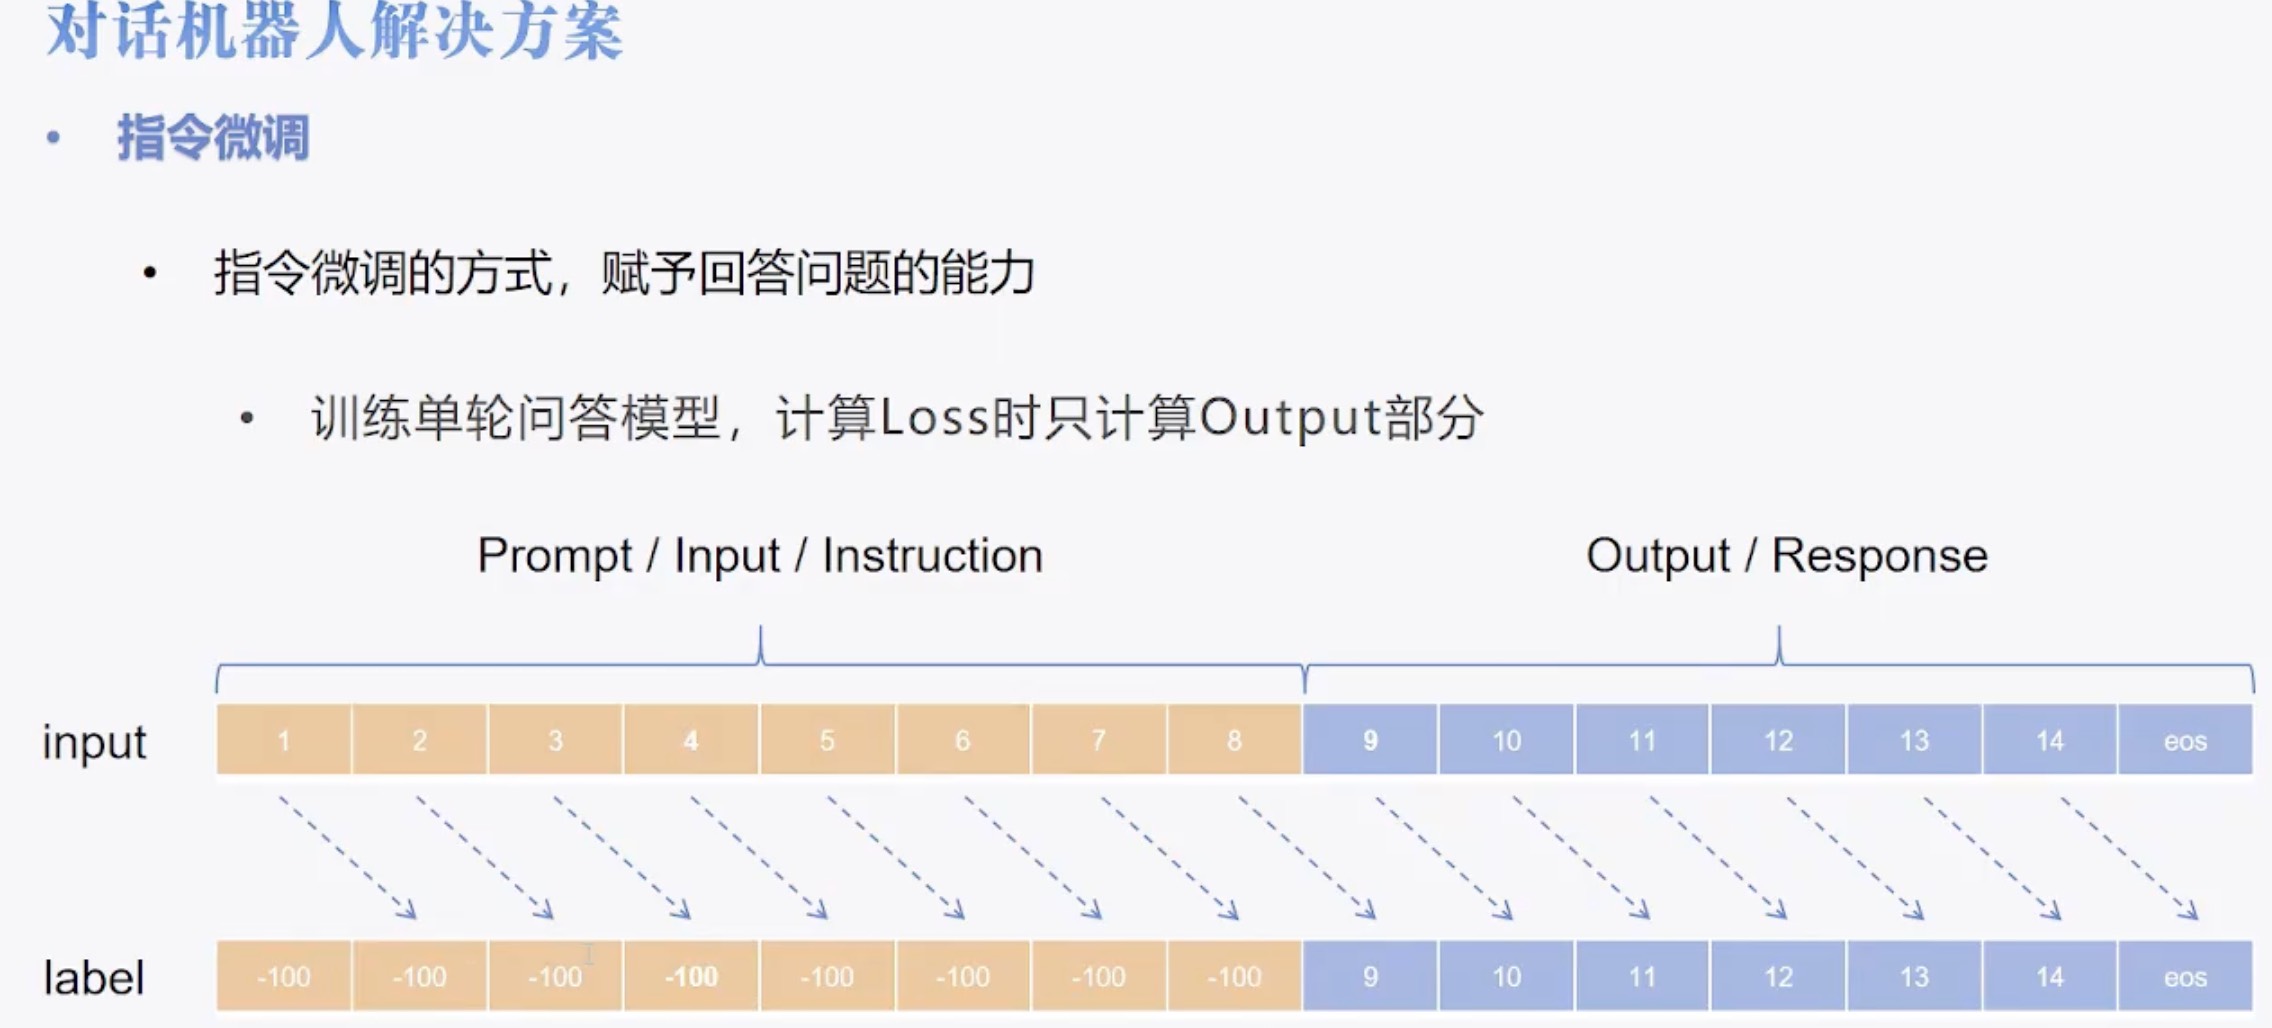 对话机器人解决方案
• 指令微调
• 指令微调的方式，赋予回答问题的能力
• 训练单轮问答模型，计算Loss时只计算Output部分
Prompt / Input / Instruction Output / Response
input 1 2 3 4 5 6 7 8 9 10 11 12 13 14 eos
label -100 -100 -100 -100 -100 -100 -100 -100 9 10 11 12 13 14 eos